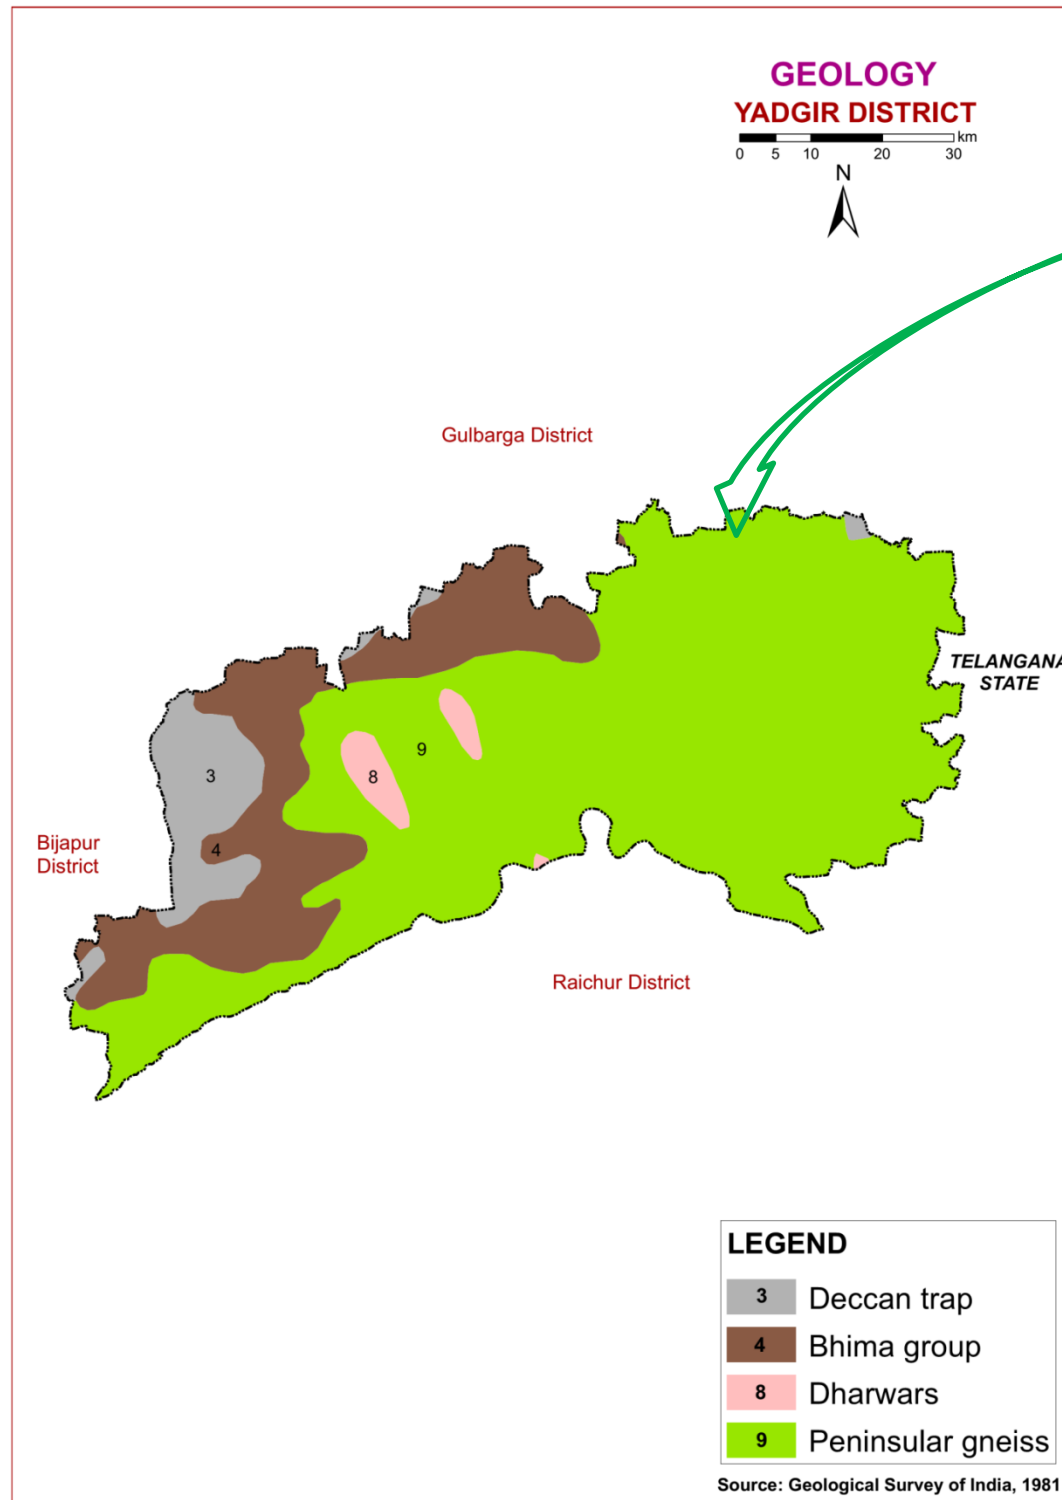 GEOLOGY
YADGIR DISTRICT
km
0 5 10 20 30
N
Gulbarga District
TELANGANA
STATE
3
9
8
4
Bijapur
District
Raichur District
LEGEND
3 Deccan trap
4 Bhima group
8 Dharwars
9 Peninsular gneiss
Source: Geological Survey of India, 1981